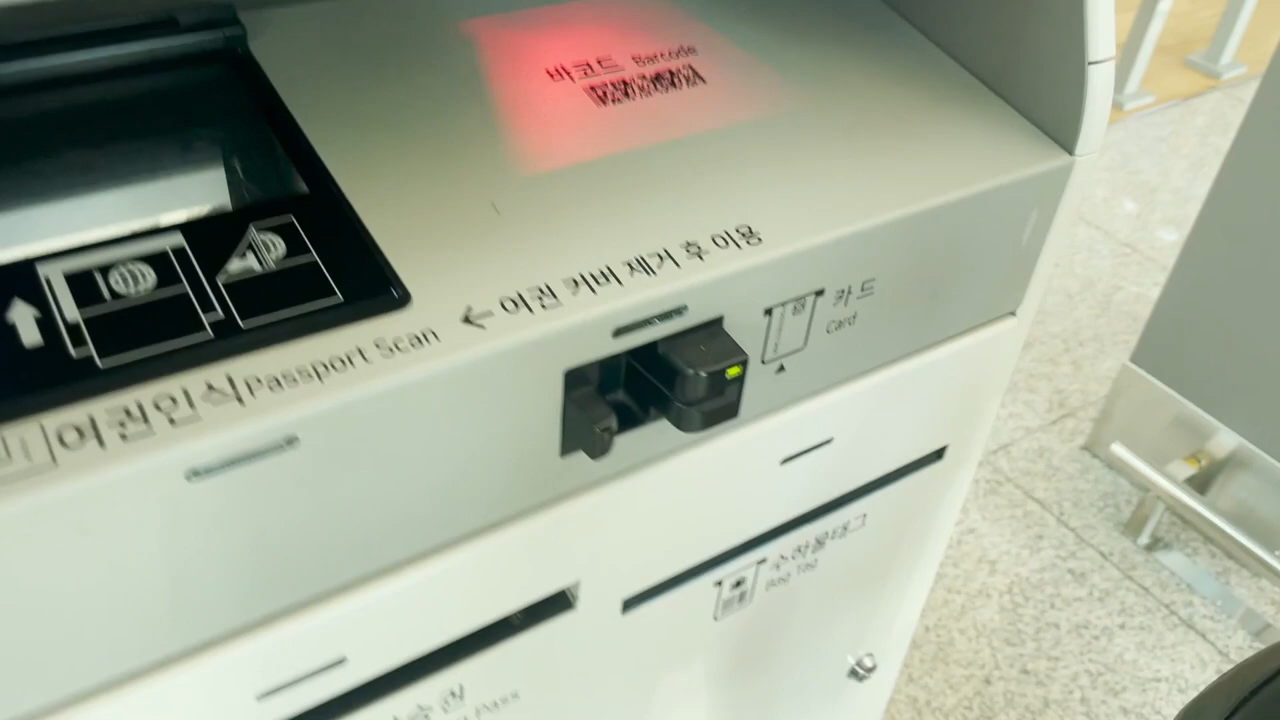 바코드 Barcode
← 여권 커버 제거 후 이용
카드
Card
여권인식 Passport Scan
수하물태그
Bag Tag
Pass